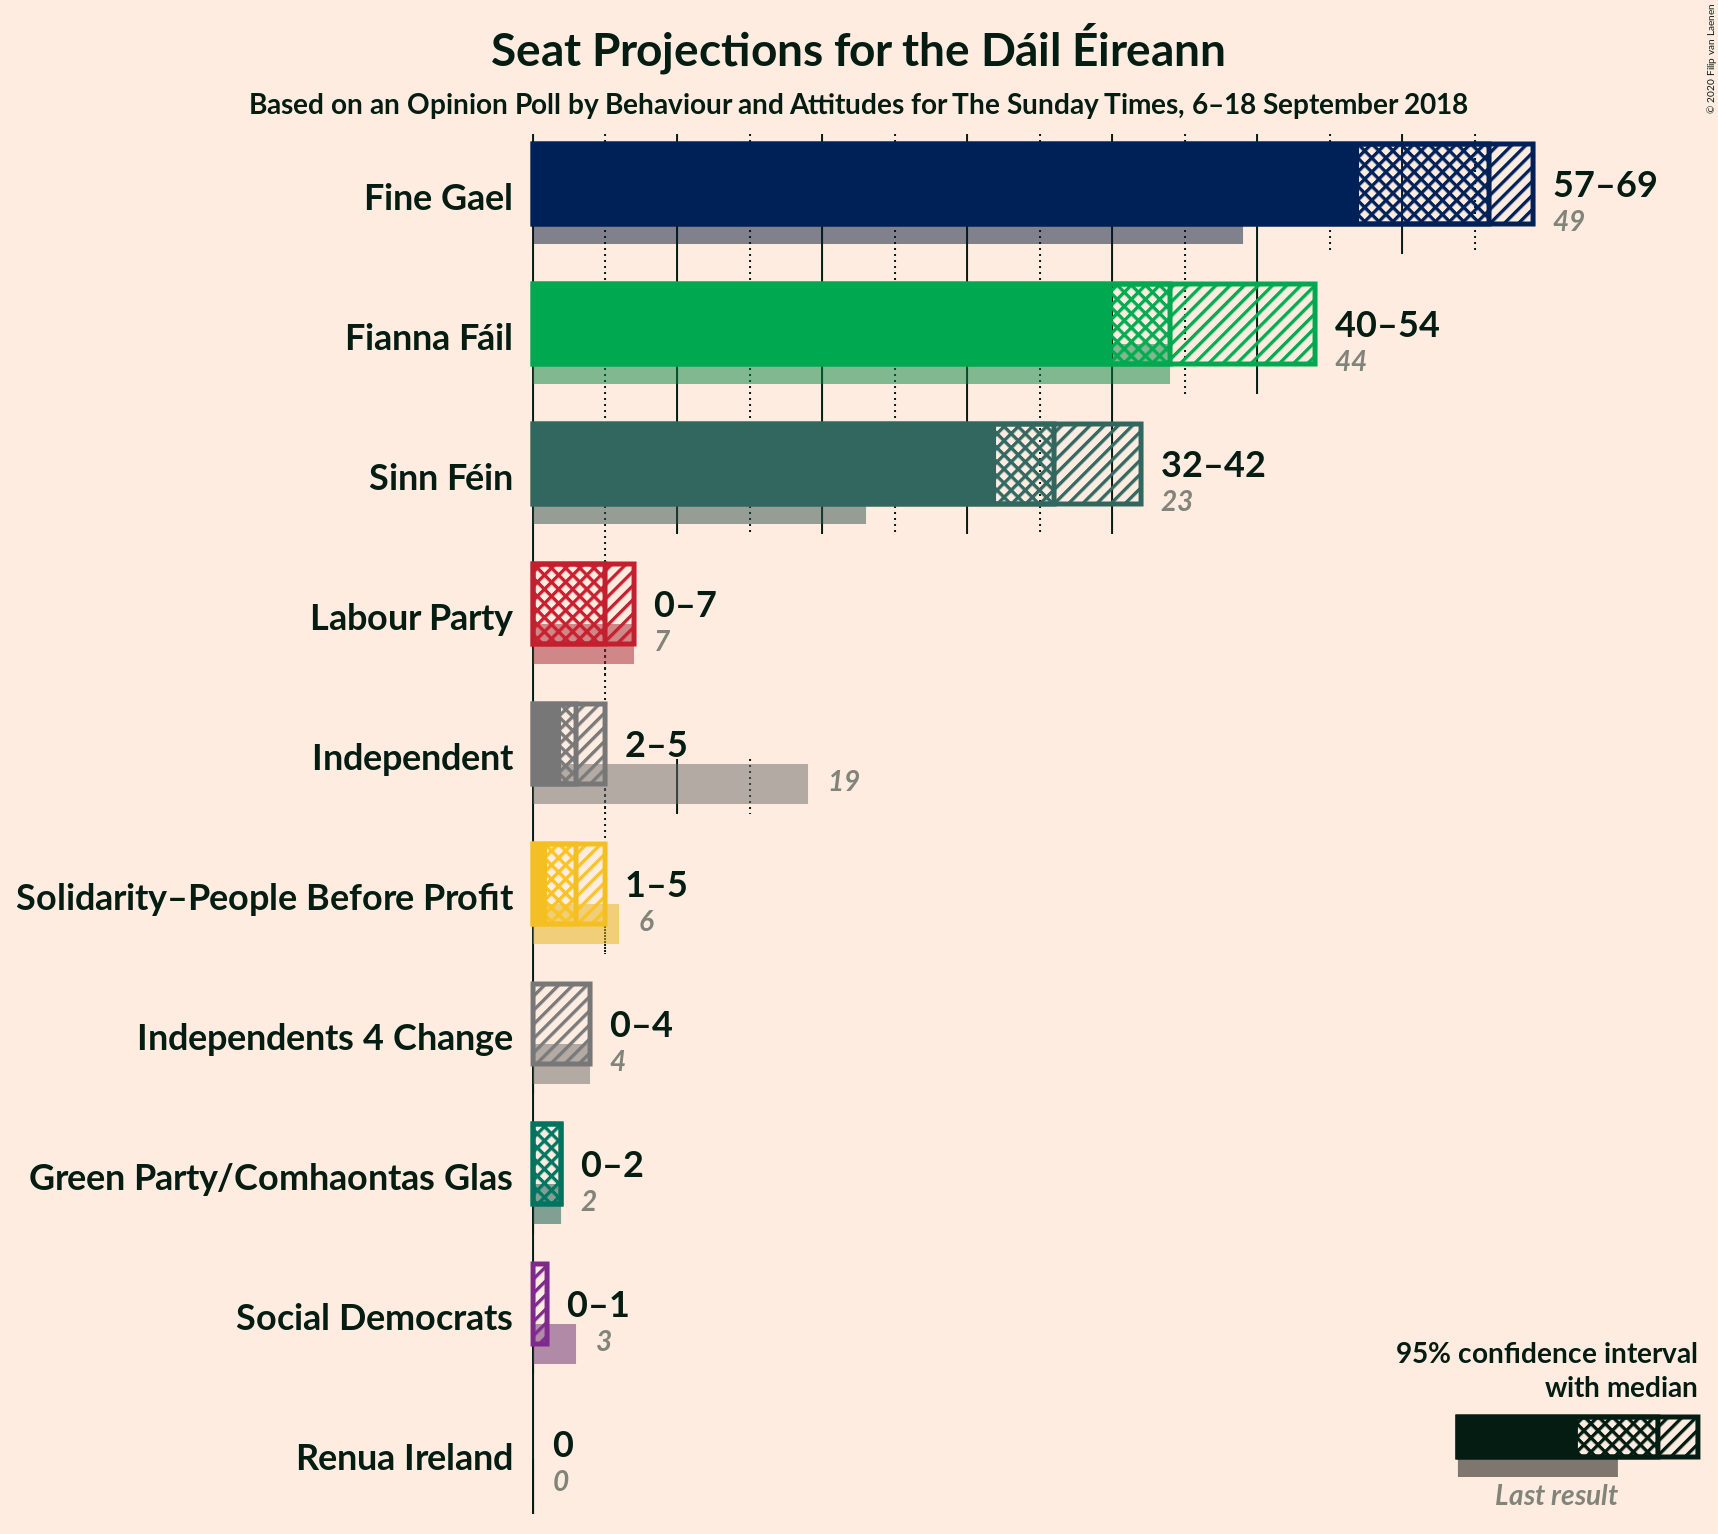 Seat Projections for the Dáil Éireann
Based on an Opinion Poll by Behaviour and Attitudes for The Sunday Times, 6–18 September 2018
© 2020 Filip van Laenen
Fine Gael
57–69
49
Fianna Fáil
40–54
44
Sinn Féin
32–42
23
Labour Party
0–7
7
Independent
2–5
19
Solidarity–People Before Profit
1–5
6
Independents 4 Change
0–4
4
Green Party/Comhaontas Glas
0–2
2
Social Democrats
0–1
3
Renua Ireland
0
0
95% confidence interval
with median
Last result